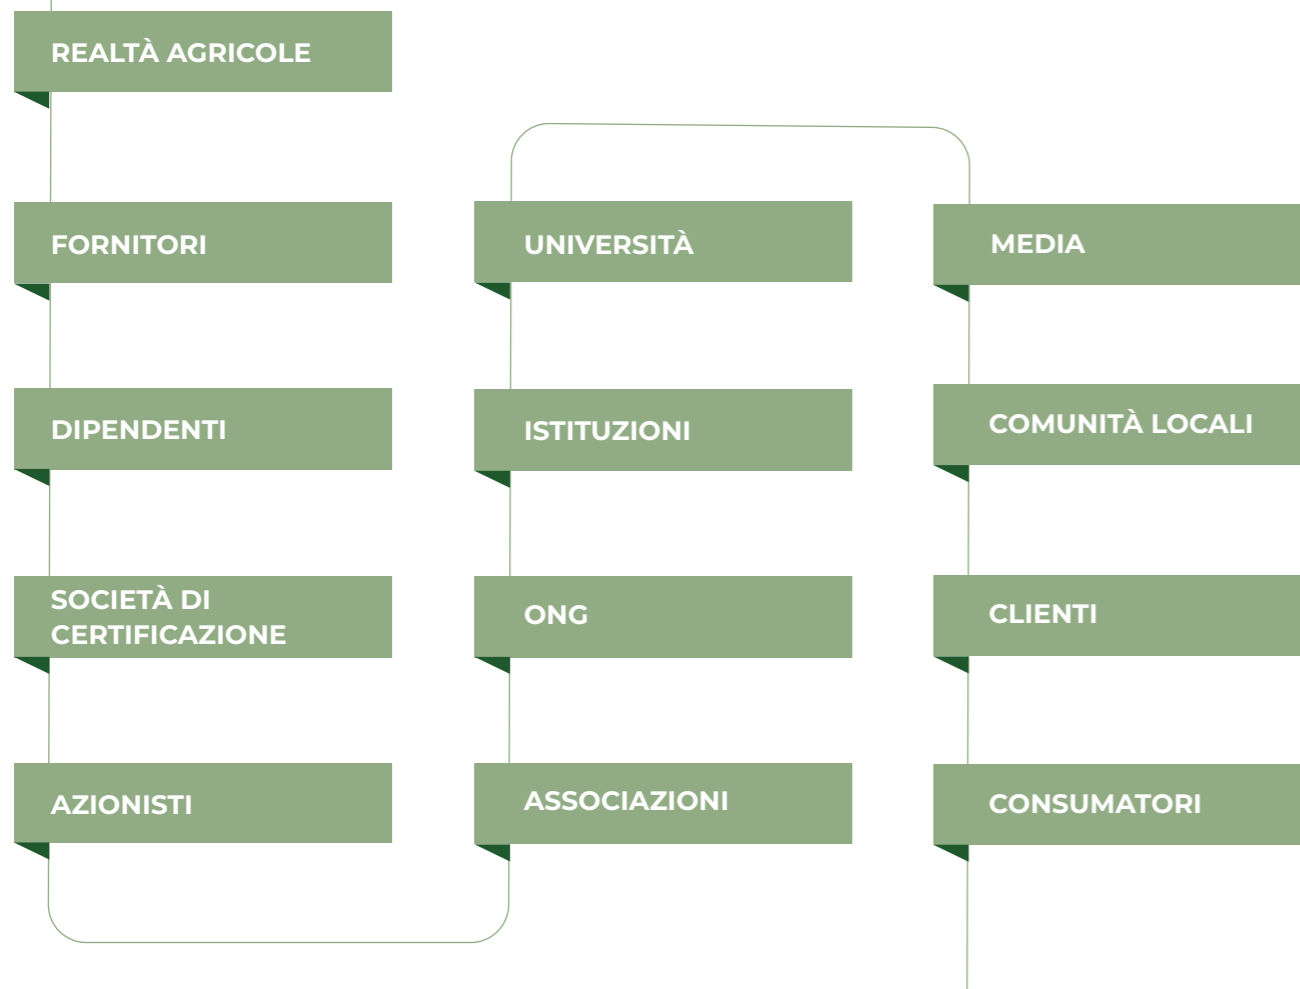 REALTÀ AGRICOLE
FORNITORI
DIPENDENTI
SOCIETÀ DI
CERTIFICAZIONE
AZIONISTI
UNIVERSITÀ
ISTITUZIONI
ONG
ASSOCIAZIONI
MEDIA
COMUNITÀ LOCALI
CLIENTI
CONSUMATORI